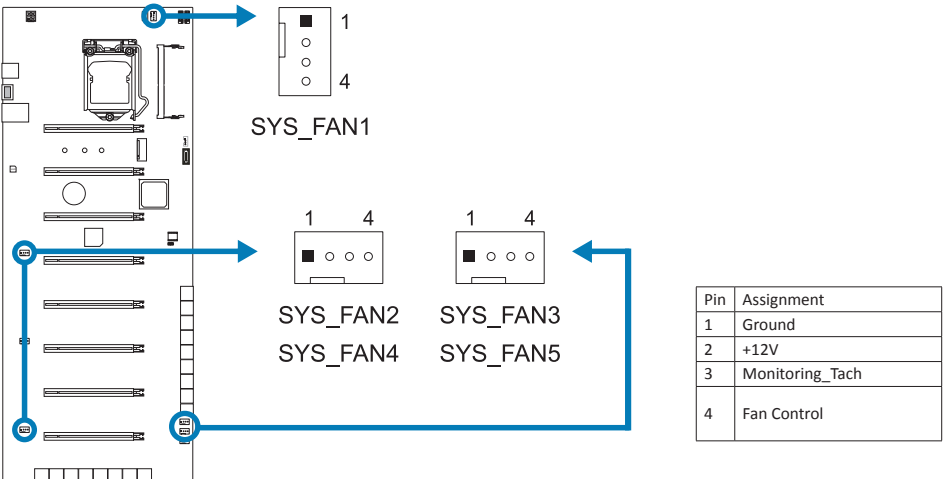 1
4
SYS_FAN1
1 4
SYS_FAN2
SYS_FAN4
1 4
SYS_FAN3
SYS_FAN5
Pin Assignment
1 Ground
2 +12V
3 Monitoring_Tach
4 Fan Control